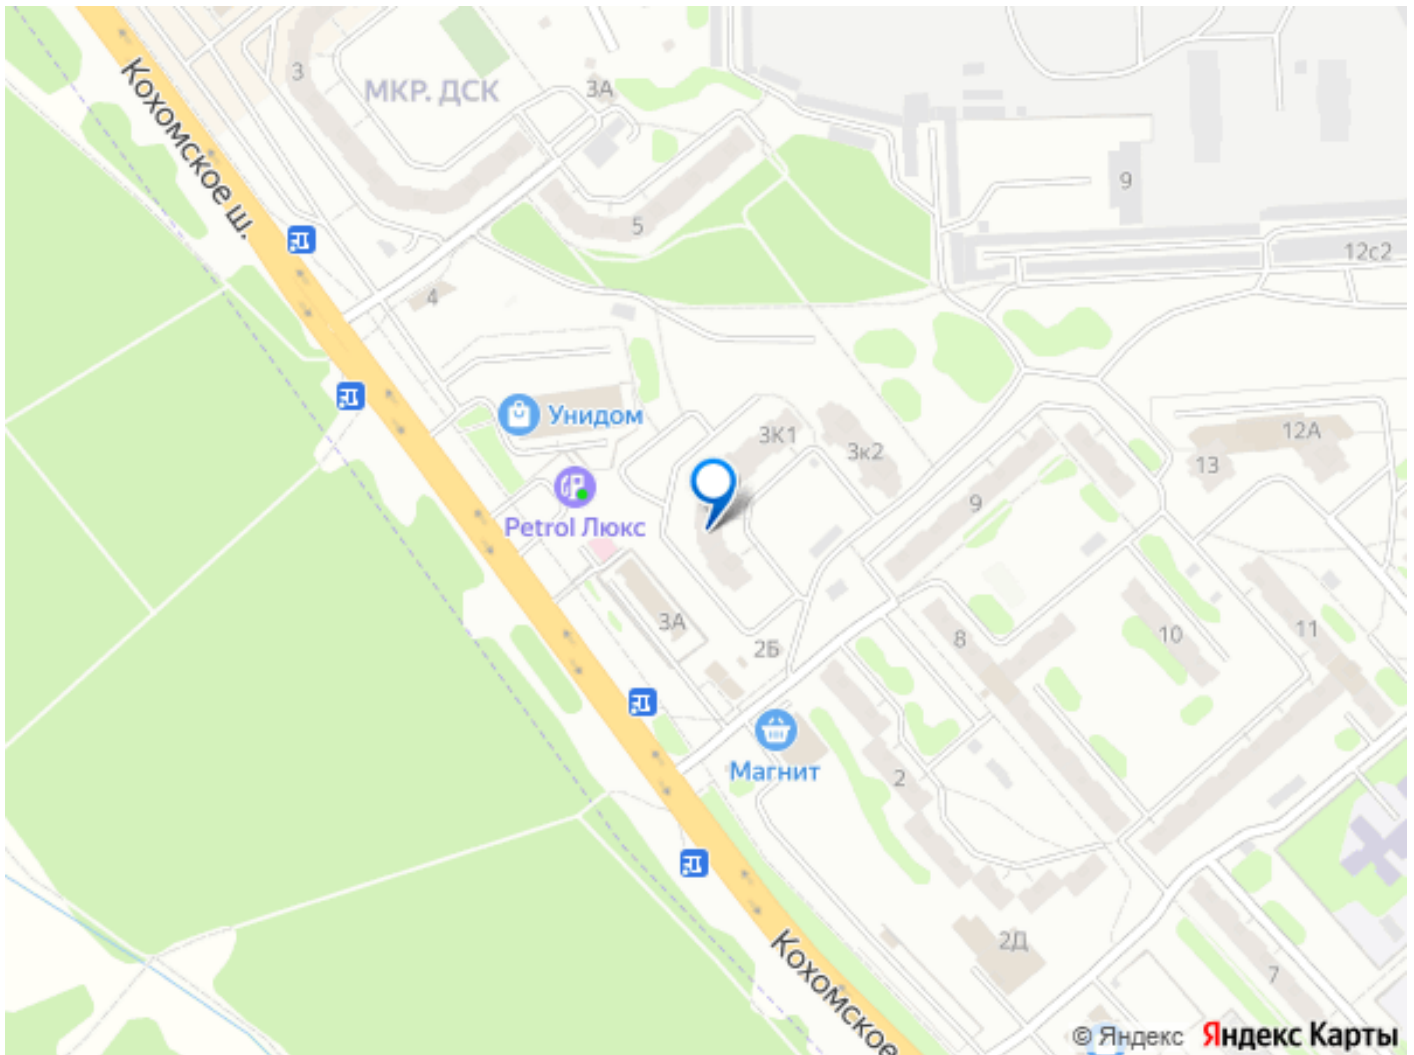 Кохомское ш.
3
МКР. ДСК
3А
9
5
12с2
4
Унидом
3К1
3к2
12А
13
9
Petrol Люкс
3А
2Б
8
10
11
Магнит
2
2Д
7
Кохомское
© Яндекс Яндекс Карты